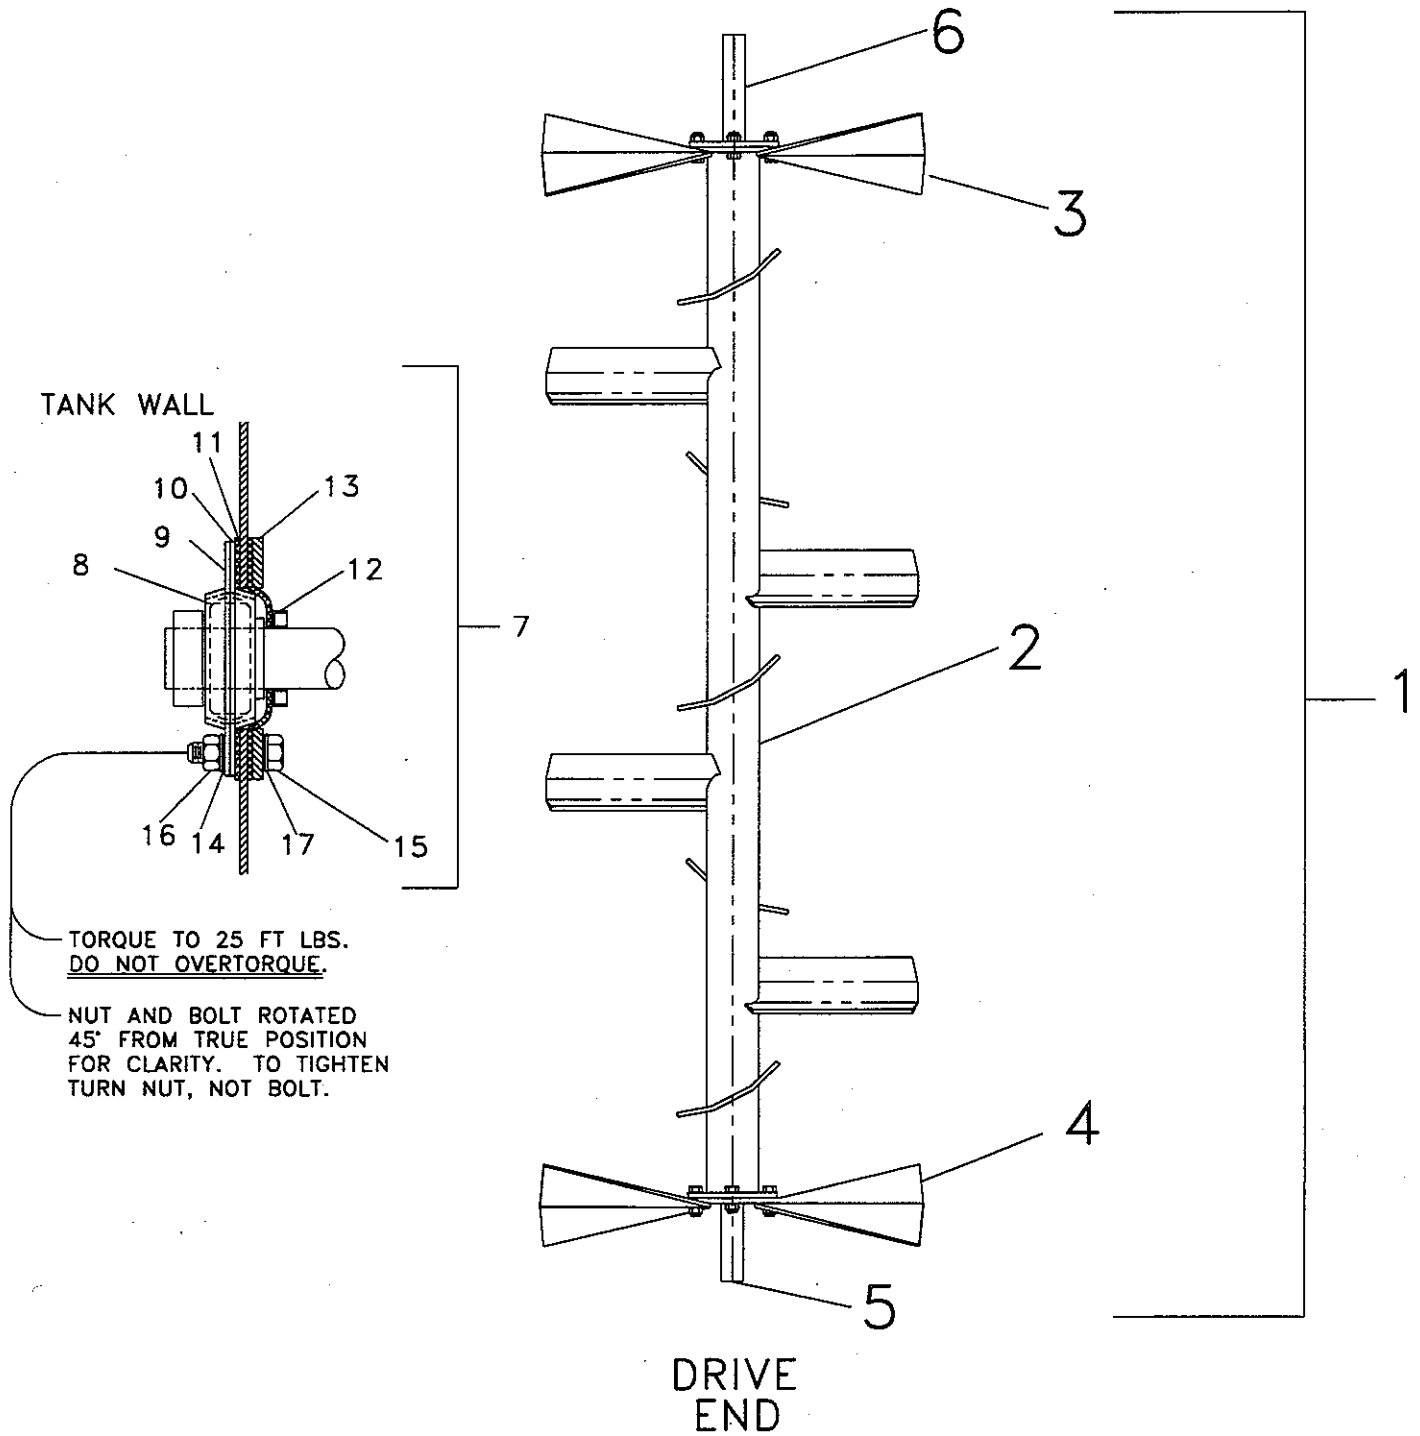 6
3
2
1
4
5
DRIVE
END
TANK WALL
11
10
13
9
8
12
7
16
14
17
15
TORQUE TO 25 FT LBS.
DO NOT OVERTORQUE.
NUT AND BOLT ROTATED
45° FROM TRUE POSITION
FOR CLARITY. TO TIGHTEN
TURN NUT, NOT BOLT.